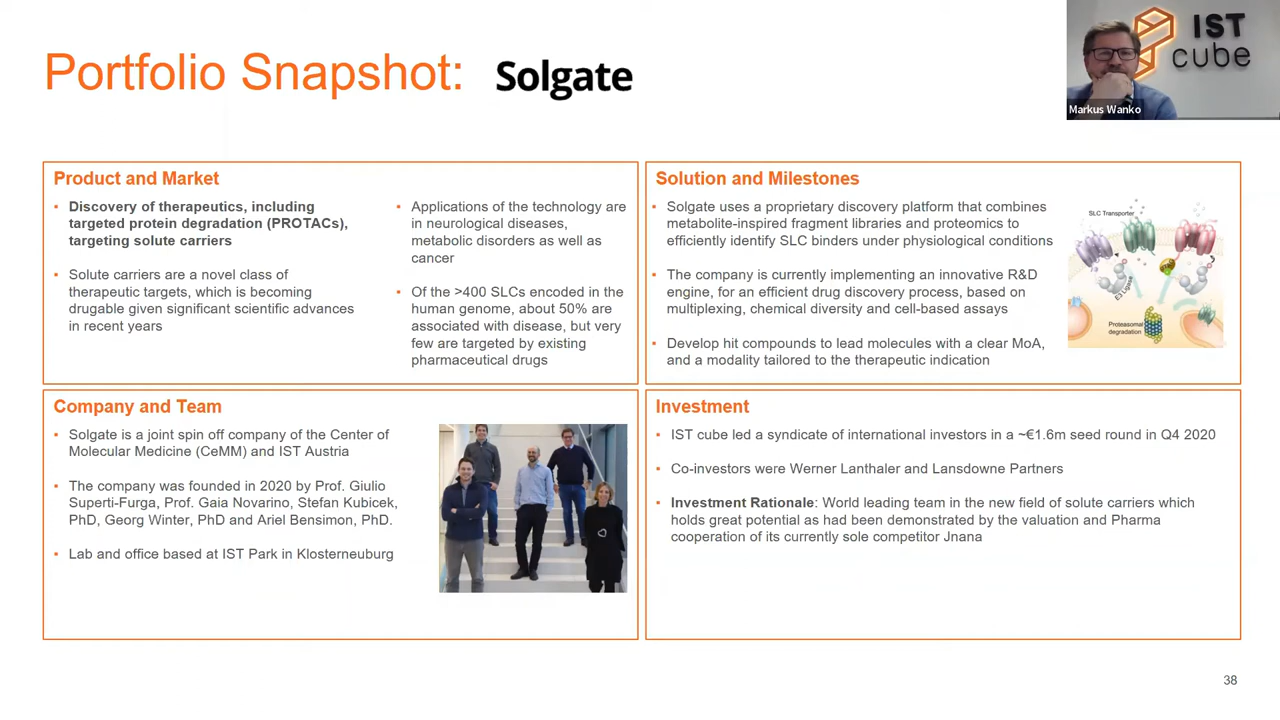 Portfolio Snapshot: Solgate
IST
cube
Markus Wanko
Product and Market
Discovery of therapeutics, including
targeted protein degradation (PROTACs),
targeting solute carriers
Solute carriers are a novel class of
therapeutic targets, which is becoming
drugable given significant scientific advances
in recent years
Applications of the technology are
in neurological diseases,
metabolic disorders as well as
cancer
Of the >400 SLCs encoded in the
human genome, about 50% are
associated with disease, but very
few are targeted by existing
pharmaceutical drugs
Solution and Milestones
Solgate uses a proprietary discovery platform that combines
metabolite-inspired fragment libraries and proteomics to
efficiently identify SLC binders under physiological conditions
The company is currently implementing an innovative R&D
engine, for an efficient drug discovery process, based on
multiplexing, chemical diversity and cell-based assays
Develop hit compounds to lead molecules with a clear MoA,
and a modality tailored to the therapeutic indication
SLC Transporter
E3 Ligase
Proteasomal
degradation
Company and Team
Solgate is a joint spin off company of the Center of
Molecular Medicine (CeMM) and IST Austria
The company was founded in 2020 by Prof. Giulio
Superti-Furga, Prof. Gaia Novarino, Stefan Kubicek,
PhD, Georg Winter, PhD and Ariel Bensimon, PhD.
Lab and office based at IST Park in Klosterneuburg
Investment
IST cube led a syndicate of international investors in a ~€1.6m seed round in Q4 2020
Co-investors were Werner Lanthaler and Lansdowne Partners
Investment Rationale: World leading team in the new field of solute carriers which
holds great potential as had been demonstrated by the valuation and Pharma
cooperation of its currently sole competitor Jnana
38